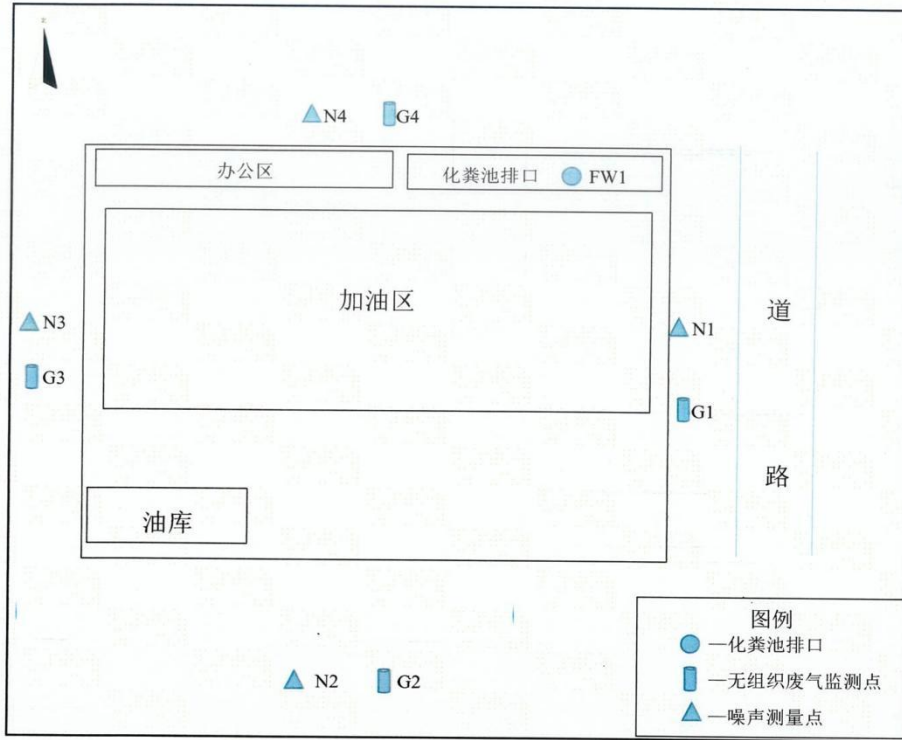 N4 G4
办公区
化粪池排口 FW1
加油区
N3
G3
N1
G1
道
路
油库
N2 G2
图例
—化粪池排口
—无组织废气监测点
—噪声测量点